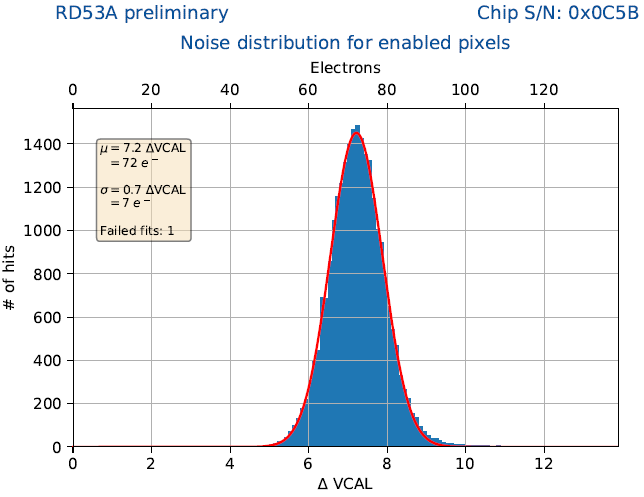 RD53A preliminary Chip S/N: 0x0C5B
Noise distribution for enabled pixels
Electrons
0 20 40 60 80 100 120
μ = 7.2 ΔVCAL
= 72 e⁻
σ = 0.7 ΔVCAL
= 7 e⁻
Failed fits: 1
# of hits
1400
1200
1000
800
600
400
200
0
0 2 4 6 8 10 12
Δ VCAL